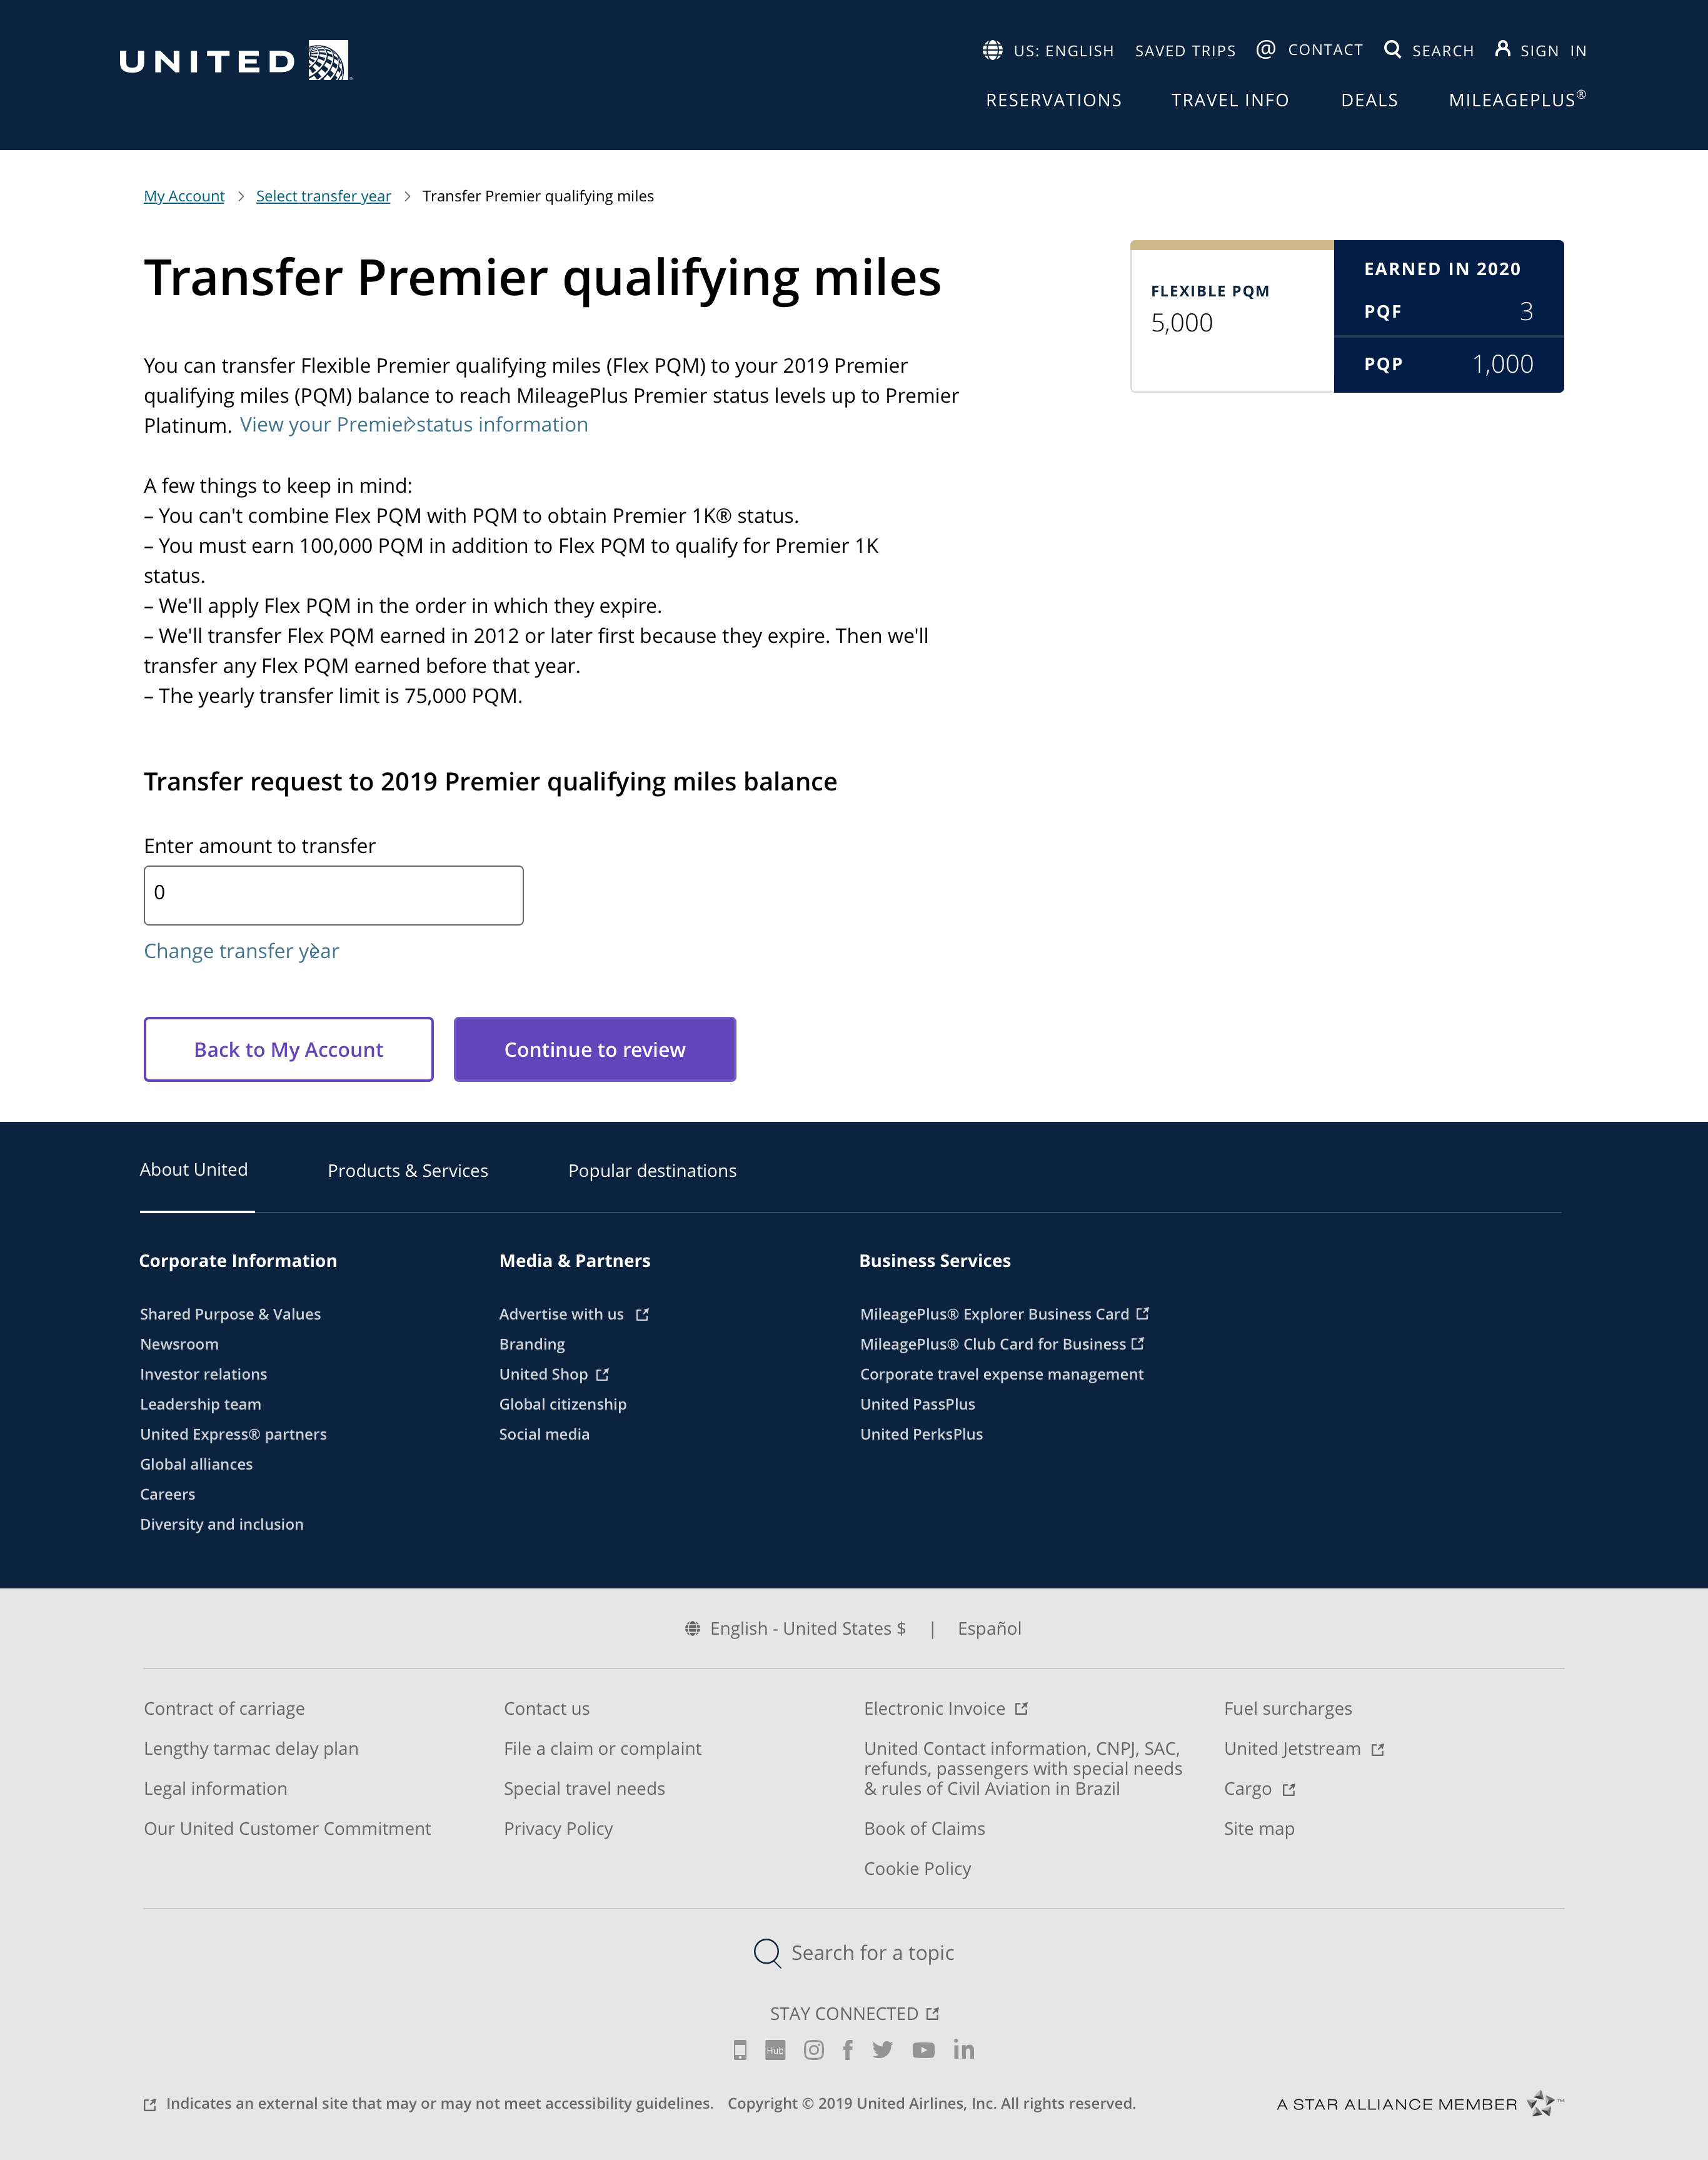 UNITED
US: ENGLISH SAVED TRIPS CONTACT SEARCH SIGN IN
RESERVATIONS TRAVEL INFO DEALS MILEAGEPLUS®
My Account > Select transfer year > Transfer Premier qualifying miles
Transfer Premier qualifying miles
You can transfer Flexible Premier qualifying miles (Flex PQM) to your 2019 Premier
qualifying miles (PQM) balance to reach MileagePlus Premier status levels up to Premier
Platinum. View your Premier status information
A few things to keep in mind:
– You can't combine Flex PQM with PQM to obtain Premier 1K® status.
– You must earn 100,000 PQM in addition to Flex PQM to qualify for Premier 1K
status.
– We'll apply Flex PQM in the order in which they expire.
– We'll transfer Flex PQM earned in 2012 or later first because they expire. Then we'll
transfer any Flex PQM earned before that year.
– The yearly transfer limit is 75,000 PQM.
FLEXIBLE PQM
5,000
EARNED IN 2020
PQF 3
PQP 1,000
Transfer request to 2019 Premier qualifying miles balance
Enter amount to transfer
0
Change transfer year
Back to My Account Continue to review
About United Products & Services Popular destinations
Corporate Information
Shared Purpose & Values
Newsroom
Investor relations
Leadership team
United Express® partners
Global alliances
Careers
Diversity and inclusion
Media & Partners
Advertise with us
Branding
United Shop
Global citizenship
Social media
Business Services
MileagePlus® Explorer Business Card
MileagePlus® Club Card for Business
Corporate travel expense management
United PassPlus
United PerksPlus
English - United States $ | Español
Contract of carriage
Lengthy tarmac delay plan
Legal information
Our United Customer Commitment
Contact us
File a claim or complaint
Special travel needs
Privacy Policy
Electronic Invoice
United Contact information, CNPJ, SAC,
refunds, passengers with special needs
& rules of Civil Aviation in Brazil
Book of Claims
Cookie Policy
Fuel surcharges
United Jetstream
Cargo
Site map
Search for a topic
STAY CONNECTED
Hub
Indicates an external site that may or may not meet accessibility guidelines. Copyright © 2019 United Airlines, Inc. All rights reserved.
A STAR ALLIANCE MEMBER ™